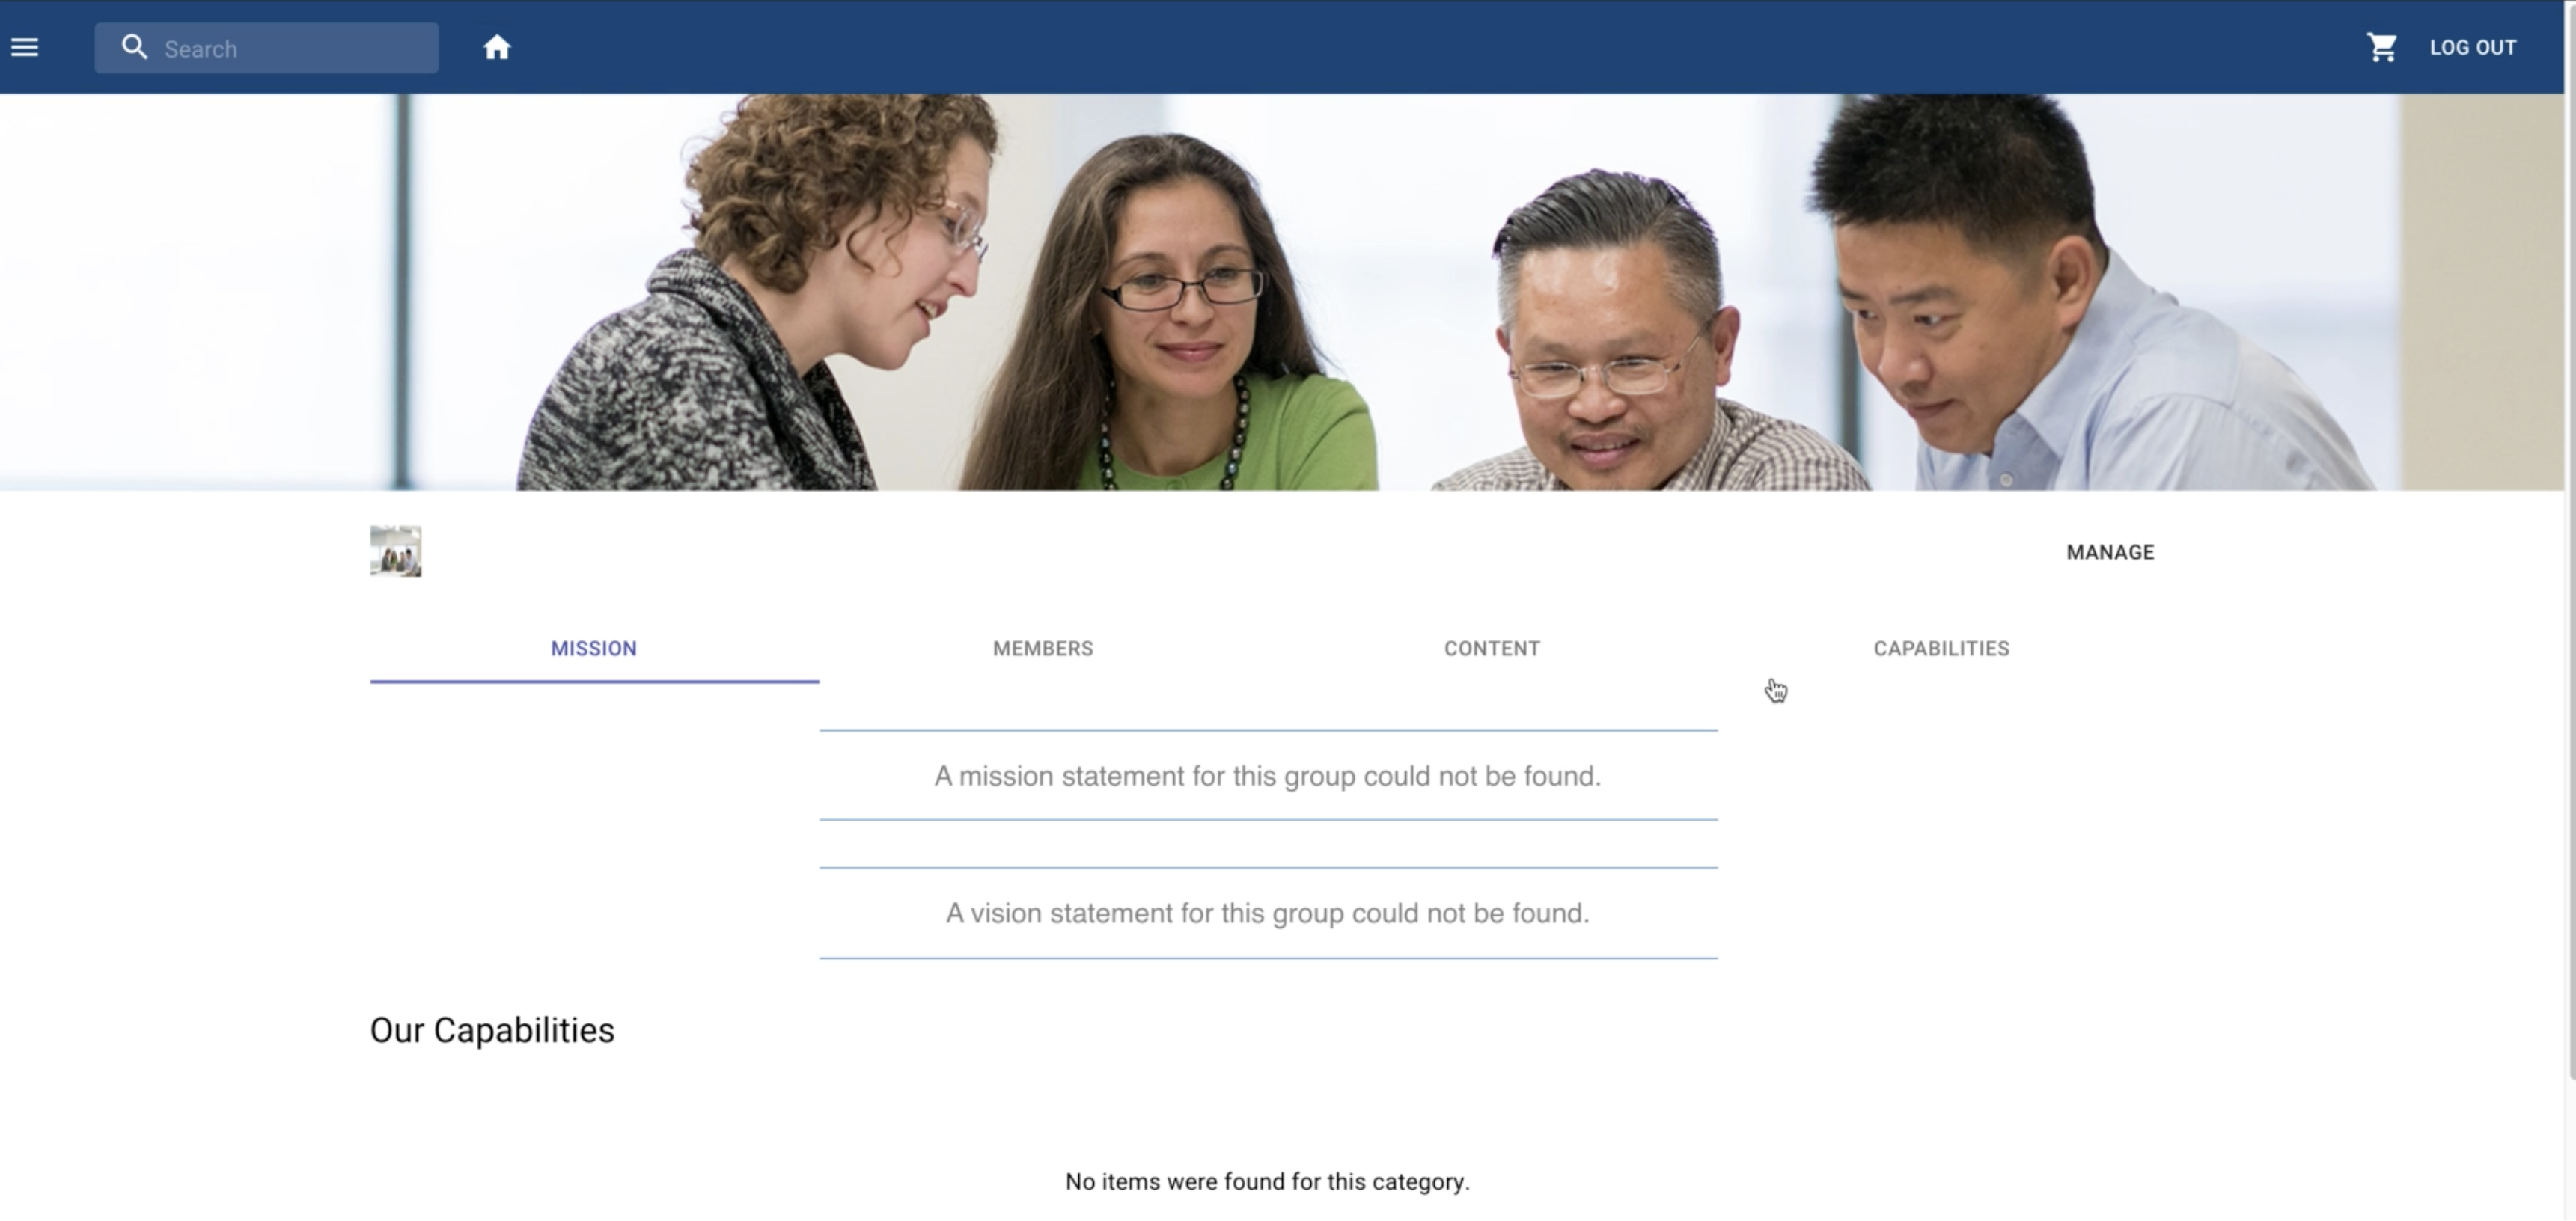 Search
LOG OUT
MANAGE
MISSION
MEMBERS
CONTENT
CAPABILITIES
A mission statement for this group could not be found.
A vision statement for this group could not be found.
Our Capabilities
No items were found for this category.